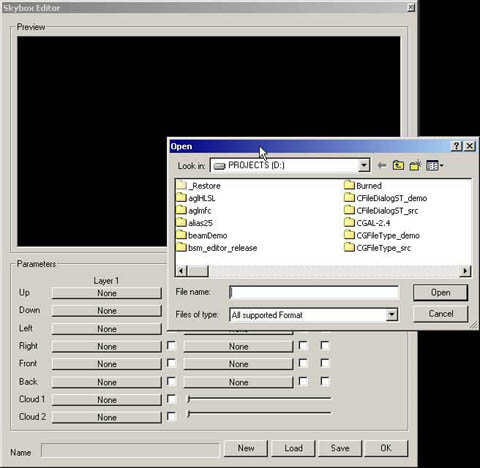 Skybox Editor
Preview
Open
Look in: PROJECTS (D:)
_Restore
aglHLSL
aglmfc
alias25
beamDemo
bsm_editor_release
Burned
CFileDialogST_demo
CFileDialogST_src
CGAL-2.4
CGFileType_demo
CGFileType_src
File name: Open
Files of type: All supported Format Cancel
Parameters
Layer 1
Up None
Down None
Left None
Right None None
Front None None
Back None None
Cloud 1 None
Cloud 2 None
Name New Load Save OK